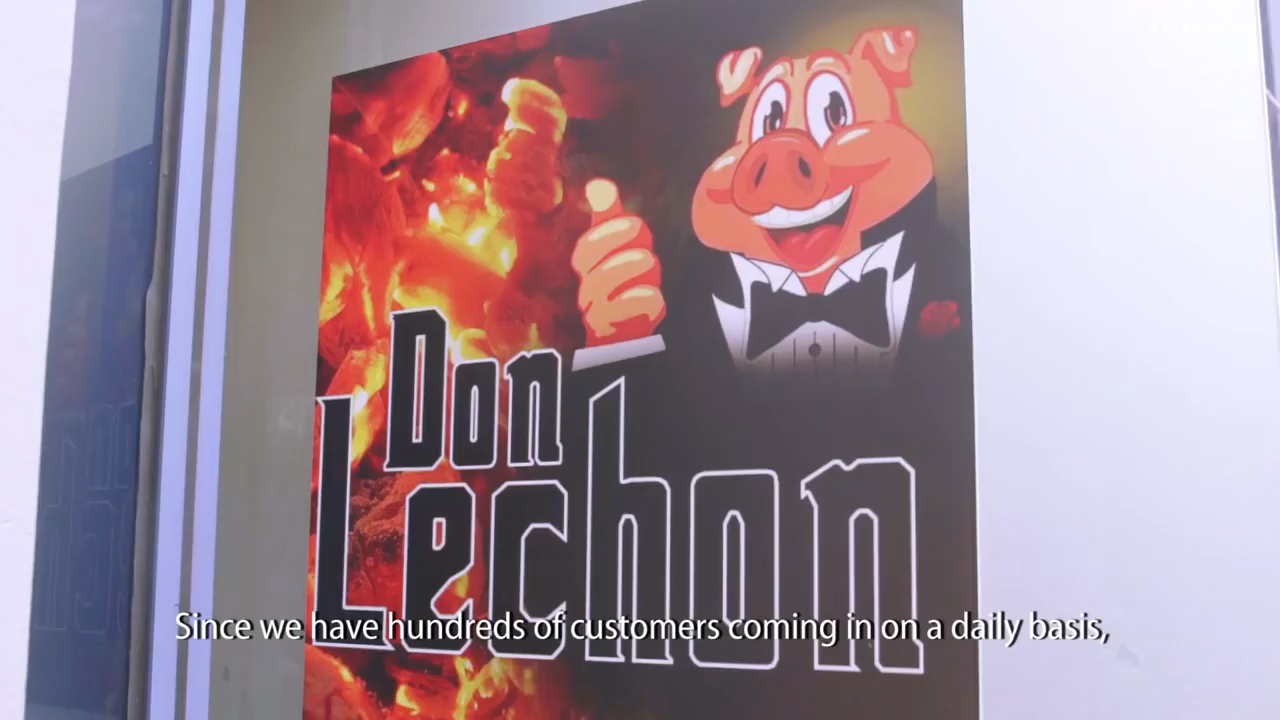 Don
Lechon
Since we have hundreds of customers coming in on a daily basis,